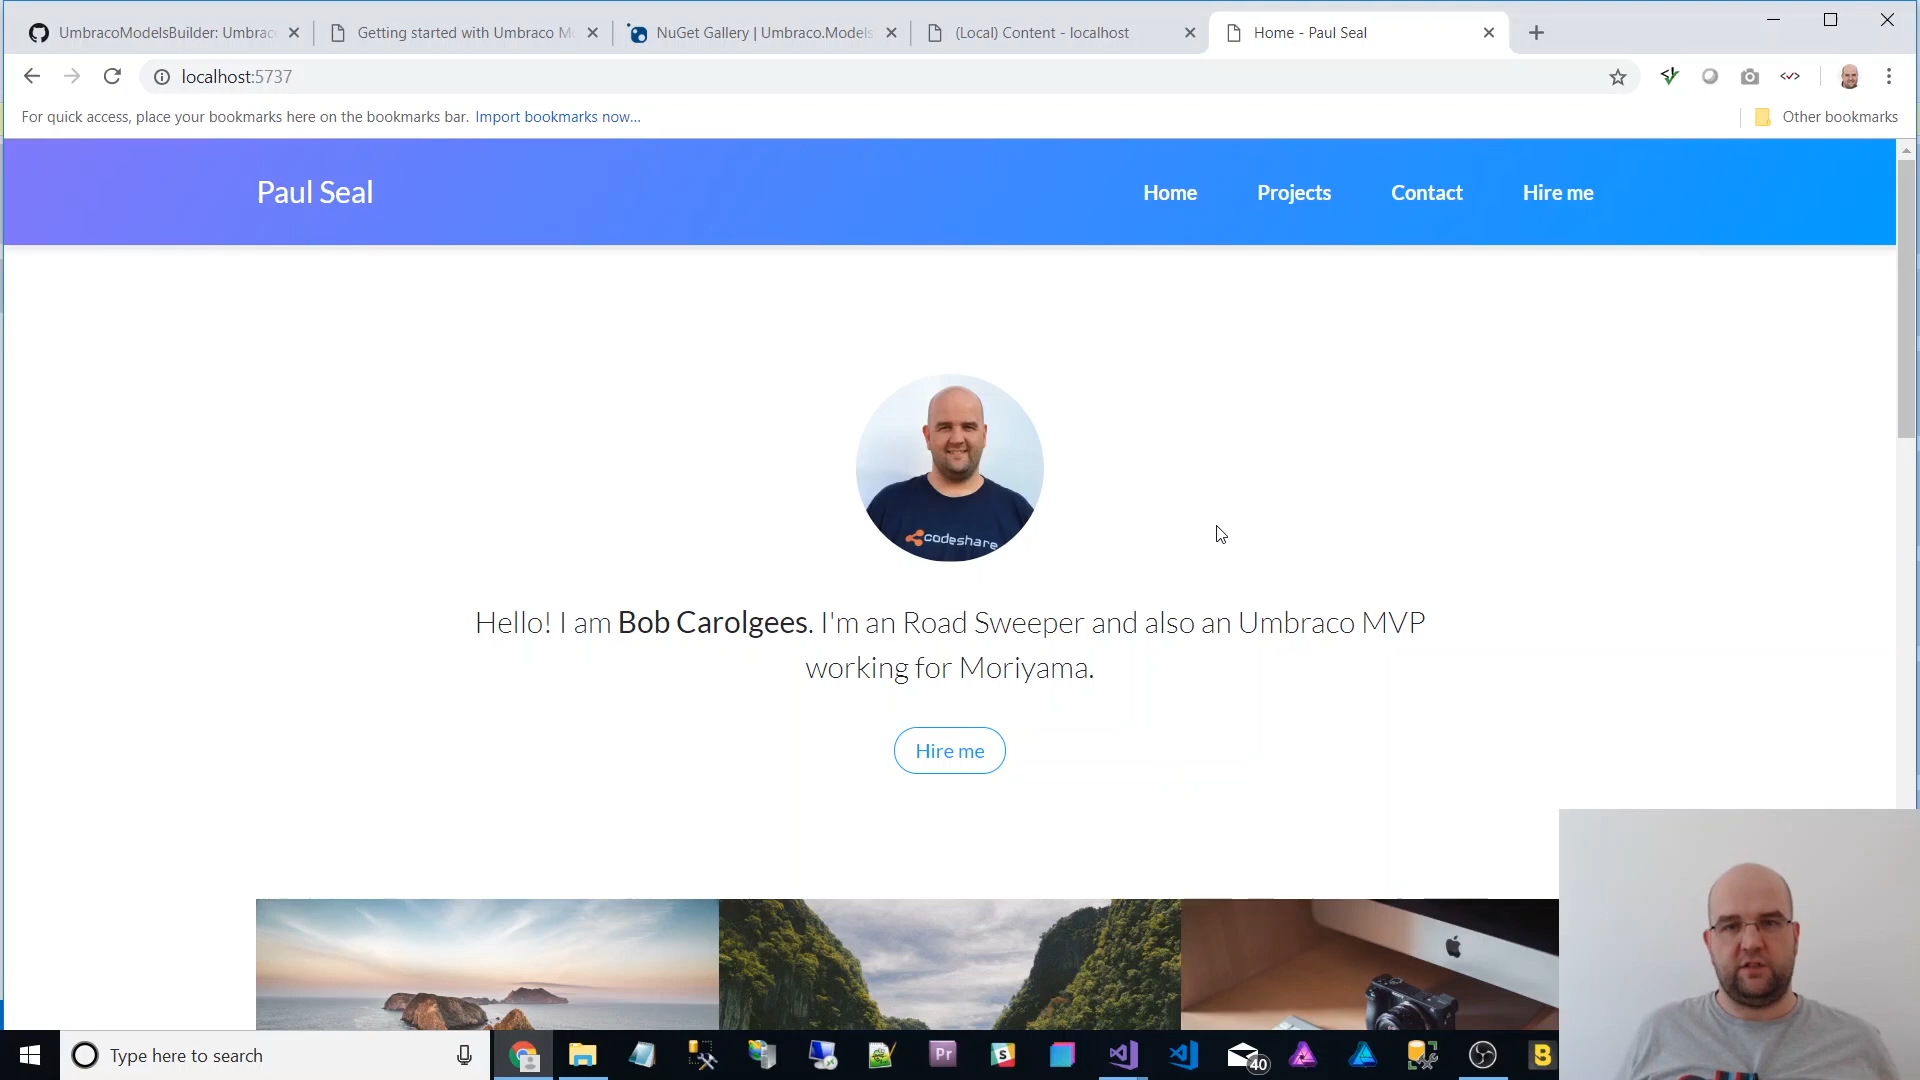 UmbracoModelsBuilder: Umbrac
Getting started with Umbraco M
NuGet Gallery | Umbraco.Models
(Local) Content - localhost
Home - Paul Seal
localhost:5737
For quick access, place your bookmarks here on the bookmarks bar. Import bookmarks now...
Other bookmarks
Paul Seal
Home
Projects
Contact
Hire me
codeshare
Hello! I am Bob Carolgees. I'm an Road Sweeper and also an Umbraco MVP
working for Moriyama.
Hire me
Type here to search
Pr
S
40
B